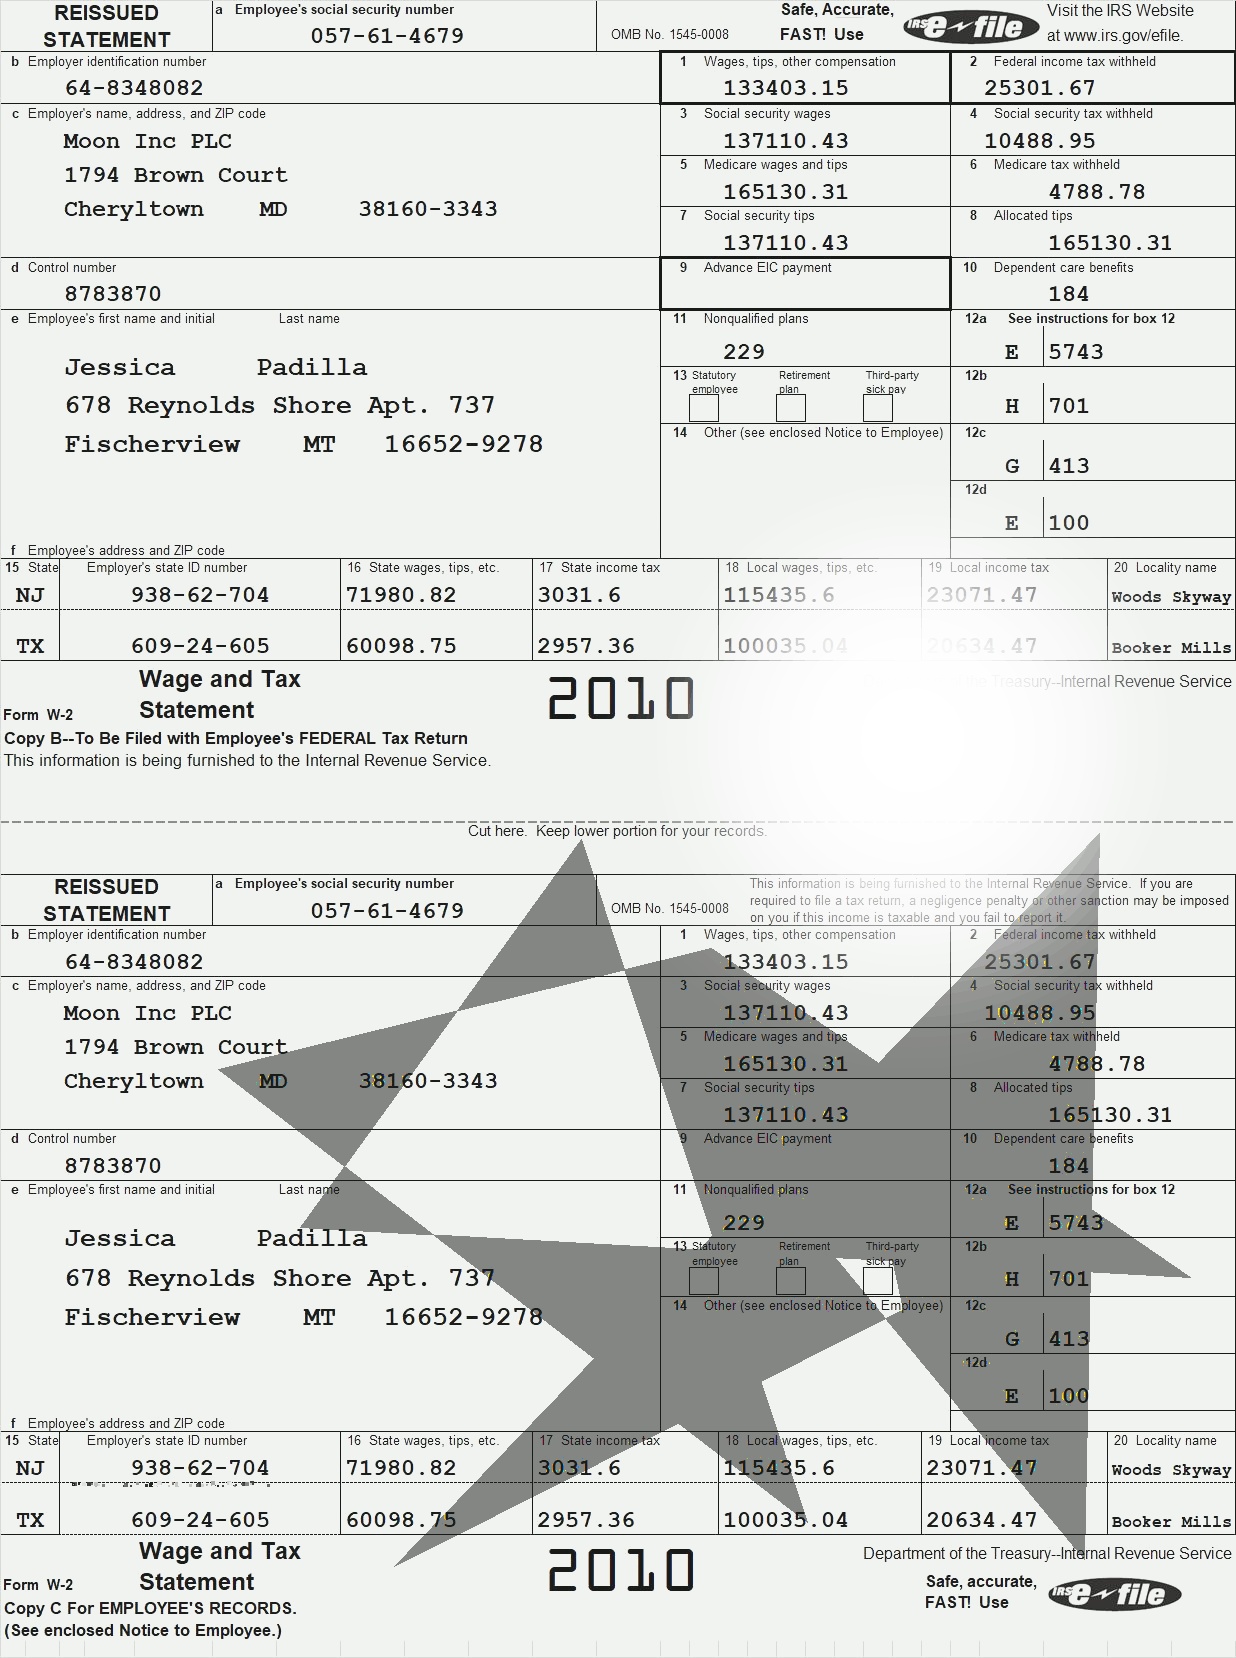 REISSUED STATEMENT
a Employee's social security number
057-61-4679
OMB No. 1545-0008
Safe, Accurate, FAST! Use
IRS e-file
Visit the IRS Website at www.irs.gov/efile.
b Employer identification number
64-8348082
1 Wages, tips, other compensation
133403.15
2 Federal income tax withheld
25301.67
c Employer's name, address, and ZIP code
Moon Inc PLC
1794 Brown Court
Cheryltown MD 38160-3343
3 Social security wages
137110.43
4 Social security tax withheld
10488.95
5 Medicare wages and tips
165130.31
6 Medicare tax withheld
4788.78
7 Social security tips
137110.43
8 Allocated tips
165130.31
d Control number
8783870
9 Advance EIC payment
10 Dependent care benefits
184
e Employee's first name and initial Last name
Jessica Padilla
678 Reynolds Shore Apt. 737
Fischerview MT 16652-9278
11 Nonqualified plans
229
12a See instructions for box 12
E 5743
13 Statutory employee Retirement plan Third-party sick pay
12b
H 701
14 Other (see enclosed Notice to Employee)
12c
G 413
12d
E 100
f Employee's address and ZIP code
15 State Employer's state ID number 16 State wages, tips, etc. 17 State income tax 18 Local wages, tips, etc. 19 Local income tax 20 Locality name
NJ 938-62-704 71980.82 3031.6 115435.6 23071.47 Woods Skyway
TX 609-24-605 60098.75 2957.36 100035.04 20634.47 Booker Mills
Form W-2 Wage and Tax Statement
2010
the Treasury--Internal Revenue Service
Copy B--To Be Filed with Employee's FEDERAL Tax Return
This information is being furnished to the Internal Revenue Service.
Cut here. Keep lower portion for your records.
REISSUED STATEMENT
a Employee's social security number
057-61-4679
OMB No. 1545-0008
This information is being furnished to the Internal Revenue Service. If you are
required to file a tax return, a negligence penalty or other sanction may be imposed
on you if this income is taxable and you fail to report it.
b Employer identification number
64-8348082
1 Wages, tips, other compensation
133403.15
2 Federal income tax withheld
25301.67
c Employer's name, address, and ZIP code
Moon Inc PLC
1794 Brown Court
Cheryltown MD 38160-3343
3 Social security wages
137110.43
4 Social security tax withheld
10488.95
5 Medicare wages and tips
165130.31
6 Medicare tax withheld
4788.78
7 Social security tips
137110.43
8 Allocated tips
165130.31
d Control number
8783870
9 Advance EIC payment
10 Dependent care benefits
184
e Employee's first name and initial Last name
Jessica Padilla
678 Reynolds Shore Apt. 737
Fischerview MT 16652-9278
11 Nonqualified plans
229
12a See instructions for box 12
E 5743
13 Statutory employee Retirement plan Third-party sick pay
12b
H 701
14 Other (see enclosed Notice to Employee)
12c
G 413
12d
E 100
f Employee's address and ZIP code
15 State Employer's state ID number 16 State wages, tips, etc. 17 State income tax 18 Local wages, tips, etc. 19 Local income tax 20 Locality name
NJ 938-62-704 71980.82 3031.6 115435.6 23071.47 Woods Skyway
TX 609-24-605 60098.75 2957.36 100035.04 20634.47 Booker Mills
Form W-2 Wage and Tax Statement
2010
Department of the Treasury--Internal Revenue Service
Copy C For EMPLOYEE'S RECORDS.
(See enclosed Notice to Employee.)
Safe, accurate, FAST! Use
IRS e-file